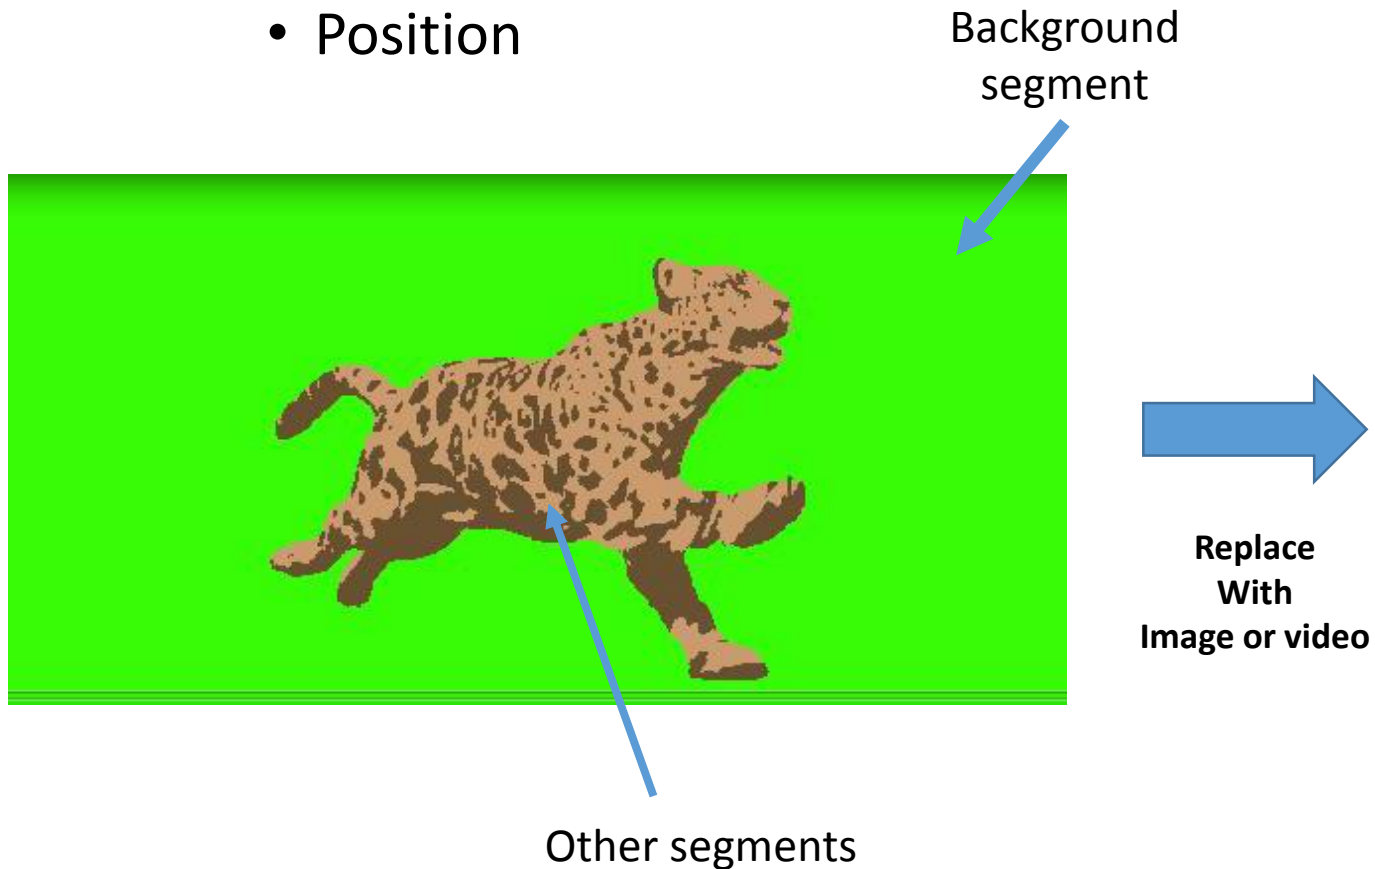 • Position
Background
segment
Replace
With
Image or video
Other segments